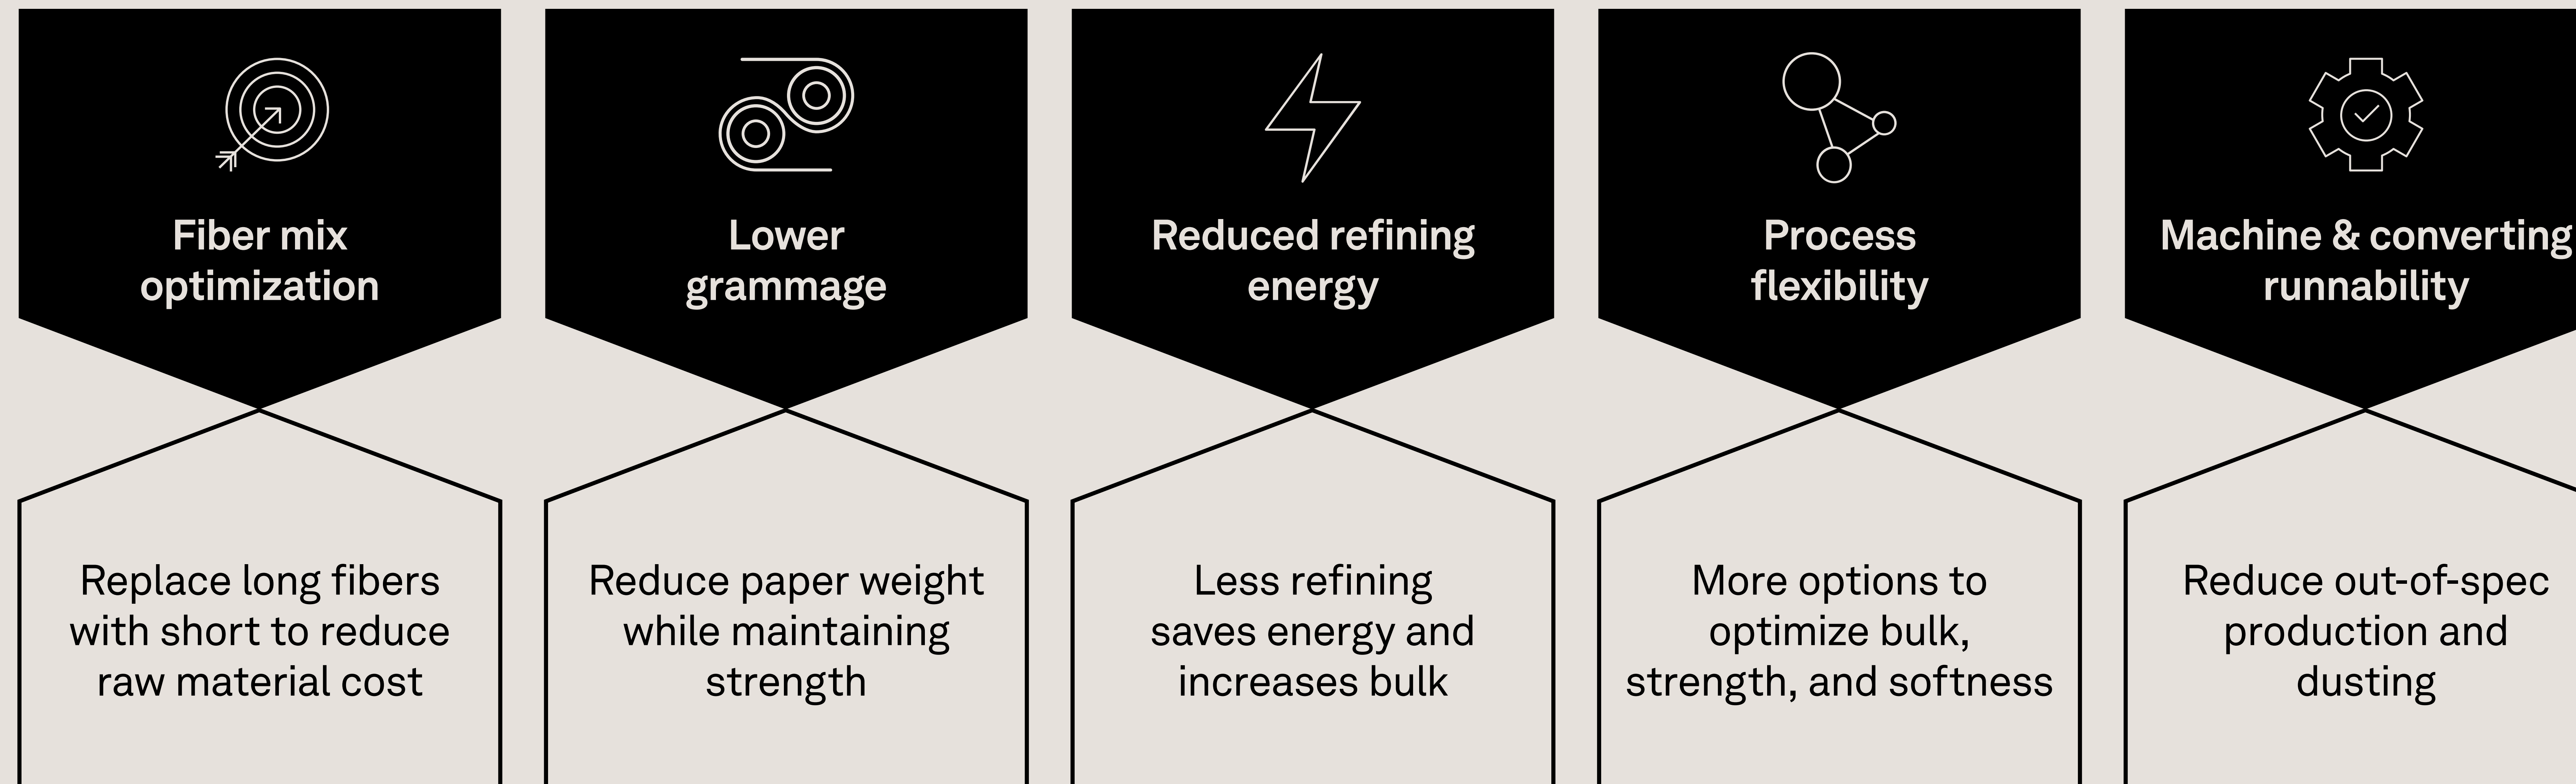 Fiber mix
optimization
Lower
grammage
Reduced refining
energy
Process
flexibility
Machine & converting
runnability
Replace long fibers
with short to reduce
raw material cost
Reduce paper weight
while maintaining
strength
Less refining
saves energy and
increases bulk
More options to
optimize bulk,
strength, and softness
Reduce out-of-spec
production and
dusting